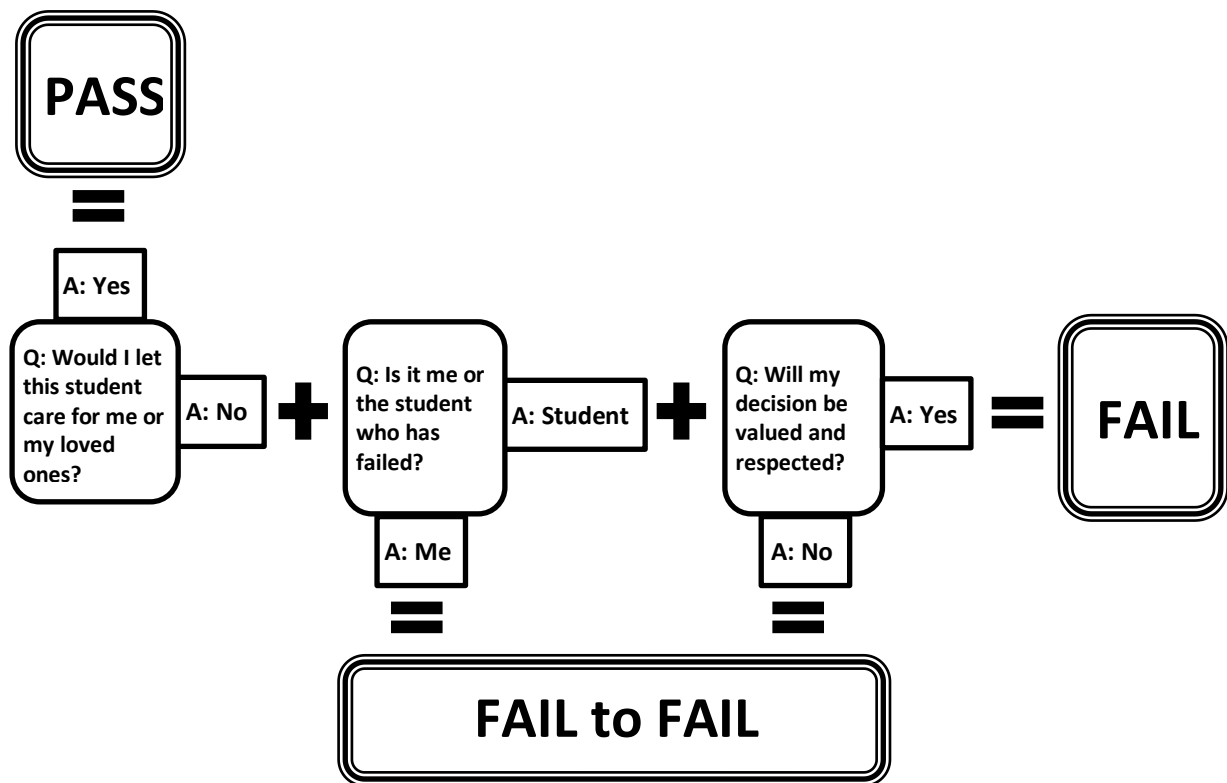 PASS
A: Yes
Q: Would I let
this student
care for me or
my loved
ones?
A: No
Q: Is it me or
the student
who has
failed?
A: Student
A: Me
Q: Will my
decision be
valued and
respected?
A: Yes
A: No
FAIL
FAIL to FAIL